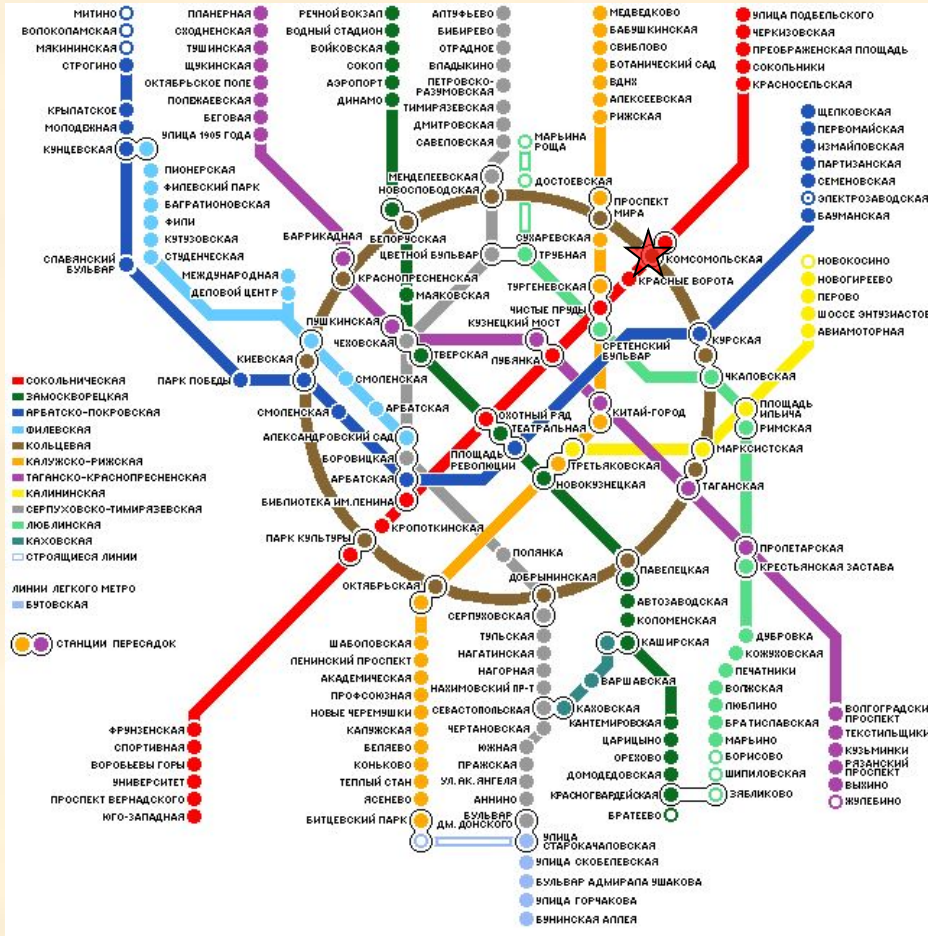 МИТИНО
ВОЛОКОЛАМСКАЯ
МЯКИНИНСКАЯ
СТРОГИНО
КРЫЛАТСКОЕ
МОЛОДЕЖНАЯ
КУНЦЕВСКАЯ
ПИОНЕРСКАЯ
ФИЛЕВСКИЙ ПАРК
БАГРАТИОНОВСКАЯ
ФИЛИ
КУТУЗОВСКАЯ
СТУДЕНЧЕСКАЯ
СЛАВЯНСКИЙ
БУЛЬВАР
МЕЖДУНАРОДНАЯ
ДЕЛОВОЙ ЦЕНТР
КИЕВСКАЯ
ПАРК ПОБЕДЫ
СМОЛЕНСКАЯ
СМОЛЕНСКАЯ
АРБАТСКАЯ
АЛЕКСАНДРОВСКИЙ САД
БОРОВИЦКАЯ
АРБАТСКАЯ
БИБЛИОТЕКА ИМ.ЛЕНИНА
КРОПОТКИНСКАЯ
ПАРК КУЛЬТУРЫ
ПЛАНЕРНАЯ
СХОДНЕНСКАЯ
ТУШИНСКАЯ
ЩУКИНСКАЯ
ОКТЯБРЬСКОЕ ПОЛЕ
ПОЛЕЖАЕВСКАЯ
БЕГОВАЯ
УЛИЦА 1905 ГОДА
БАРРИКАДНАЯ
КРАСНОПРЕСНЕНСКАЯ
ПУШКИНСКАЯ
ЧЕХОВСКАЯ
ТВЕРСКАЯ
РЕЧНОЙ ВОКЗАЛ
ВОДНЫЙ СТАДИОН
ВОЙКОВСКАЯ
СОКОЛ
АЭРОПОРТ
ДИНАМО
БЕЛОРУССКАЯ
МАЯКОВСКАЯ
АЛТУФЬЕВО
БИБИРЕВО
ОТРАДНОЕ
ВЛАДЫКИНО
ПЕТРОВСКО-
РАЗУМОВСКАЯ
ТИМИРЯЗЕВСКАЯ
ДМИТРОВСКАЯ
САВЕЛОВСКАЯ
МЕНДЕЛЕЕВСКАЯ
НОВОСЛОБОДСКАЯ
ЦВЕТНОЙ БУЛЬВАР
МАРЬИНА
РОЩА
ДОСТОЕВСКАЯ
ТРУБНАЯ
МЕДВЕДКОВО
БАБУШКИНСКАЯ
СВИБЛОВО
БОТАНИЧЕСКИЙ САД
ВДНХ
АЛЕКСЕЕВСКАЯ
РИЖСКАЯ
ПРОСПЕКТ
МИРА
СУХАРЕВСКАЯ
ТУРГЕНЕВСКАЯ
ЧИСТЫЕ ПРУДЫ
КУЗНЕЦКИЙ МОСТ
ЛУБЯНКА
СРЕТЕНСКИЙ
БУЛЬВАР
УЛИЦА ПОДБЕЛЬСКОГО
ЧЕРКИЗОВСКАЯ
ПРЕОБРАЖЕНСКАЯ ПЛОЩАДЬ
СОКОЛЬНИКИ
КРАСНОСЕЛЬСКАЯ
КОМСОМОЛЬСКАЯ
КРАСНЫЕ ВОРОТА
ЩЕЛКОВСКАЯ
ПЕРВОМАЙСКАЯ
ИЗМАЙЛОВСКАЯ
ПАРТИЗАНСКАЯ
СЕМЕНОВСКАЯ
ЭЛЕКТРОЗАВОДСКАЯ
БАУМАНСКАЯ
КУРСКАЯ
ЧКАЛОВСКАЯ
НОВОКОСИНО
НОВОГИРЕЕВО
ПЕРОВО
ШОССЕ ЭНТУЗИАСТОВ
АВИАМОТОРНАЯ
ПЛОЩАДЬ
ИЛЬИЧА
РИМСКАЯ
МАРКСИСТСКАЯ
ТАГАНСКАЯ
КИТАЙ-ГОРОД
ОХОТНЫЙ РЯД
ТЕАТРАЛЬНАЯ
ПЛОЩАДЬ
РЕВОЛЮЦИИ
ТРЕТЬЯКОВСКАЯ
НОВОКУЗНЕЦКАЯ
ПОЛЯНКА
ОКТЯБРЬСКАЯ
ДОБРЫНИНСКАЯ
СЕРПУХОВСКАЯ
ПАВЕЛЕЦКАЯ
ПРОЛЕТАРСКАЯ
КРЕСТЬЯНСКАЯ ЗАСТАВА
СОКОЛЬНИЧЕСКАЯ
ЗАМОСКВОРЕЦКАЯ
АРБАТСКО-ПОКРОВСКАЯ
ФИЛЕВСКАЯ
КОЛЬЦЕВАЯ
КАЛУЖСКО-РИЖСКАЯ
ТАГАНСКО-КРАСНОПРЕСНЕНСКАЯ
КАЛИНИНСКАЯ
СЕРПУХОВСКО-ТИМИРЯЗЕВСКАЯ
ЛЮБЛИНСКАЯ
КАХОВСКАЯ
СТРОЯЩИЕСЯ ЛИНИИ
ЛИНИИ ЛЕГКОГО МЕТРО
БУТОВСКАЯ
СТАНЦИИ ПЕРЕСАДОК
ФРУНЗЕНСКАЯ
СПОРТИВНАЯ
ВОРОБЬЕВЫ ГОРЫ
УНИВЕРСИТЕТ
ПРОСПЕКТ ВЕРНАДСКОГО
ЮГО-ЗАПАДНАЯ
ШАБОЛОВСКАЯ
ЛЕНИНСКИЙ ПРОСПЕКТ
АКАДЕМИЧЕСКАЯ
ПРОФСОЮЗНАЯ
НОВЫЕ ЧЕРЕМУШКИ
КАЛУЖСКАЯ
БЕЛЯЕВО
КОНЬКОВО
ТЕПЛЫЙ СТАН
ЯСЕНЕВО
БИТЦЕВСКИЙ ПАРК
ТУЛЬСКАЯ
НАГАТИНСКАЯ
НАГОРНАЯ
НАХИМОВСКИЙ ПР-Т
СЕВАСТОПОЛЬСКАЯ
ЧЕРТАНОВСКАЯ
ЮЖНАЯ
ПРАЖСКАЯ
УЛ.АК.ЯНГЕЛЯ
АННИНО
БУЛЬВАР
ДМ. ДОНСКОГО
УЛИЦА
СТАРОКАЧАЛОВСКАЯ
УЛИЦА СКОБЕЛЕВСКАЯ
БУЛЬВАР АДМИРАЛА УШАКОВА
УЛИЦА ГОРЧАКОВА
БУНИНСКАЯ АЛЛЕЯ
АВТОЗАВОДСКАЯ
КОЛОМЕНСКАЯ
КАШИРСКАЯ
ВАРШАВСКАЯ
КАХОВСКАЯ
КАНТЕМИРОВСКАЯ
ЦАРИЦЫНО
ОРЕХОВО
ДОМОДЕДОВСКАЯ
КРАСНОГВАРДЕЙСКАЯ
БРАТЕЕВО
ДУБРОВКА
КОЖУХОВСКАЯ
ПЕЧАТНИКИ
ВОЛЖСКАЯ
ЛЮБЛИНО
БРАТИСЛАВСКАЯ
МАРЬИНО
БОРИСОВО
ШИПИЛОВСКАЯ
ЗЯБЛИКОВО
ВОЛГОГРАДСКИЙ
ПРОСПЕКТ
ТЕКСТИЛЬЩИКИ
КУЗЬМИНКИ
РЯЗАНСКИЙ
ПРОСПЕКТ
ВЫХИНО
ЖУЛЕБИНО